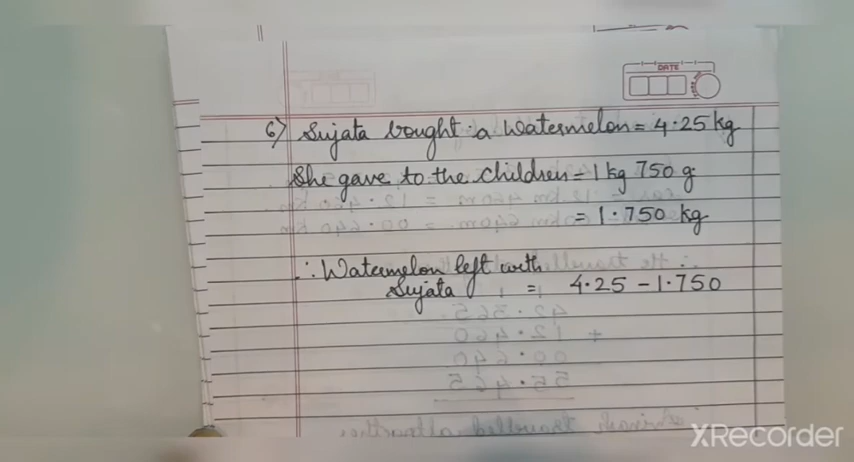 DATE
6) Sujata bought a Watermelon = 4.25 kg
She gave to the children = 1 kg 750 g
= 1.750 kg
∴ Watermelon left with
Sujata = 4.25 - 1.750
XRecorder